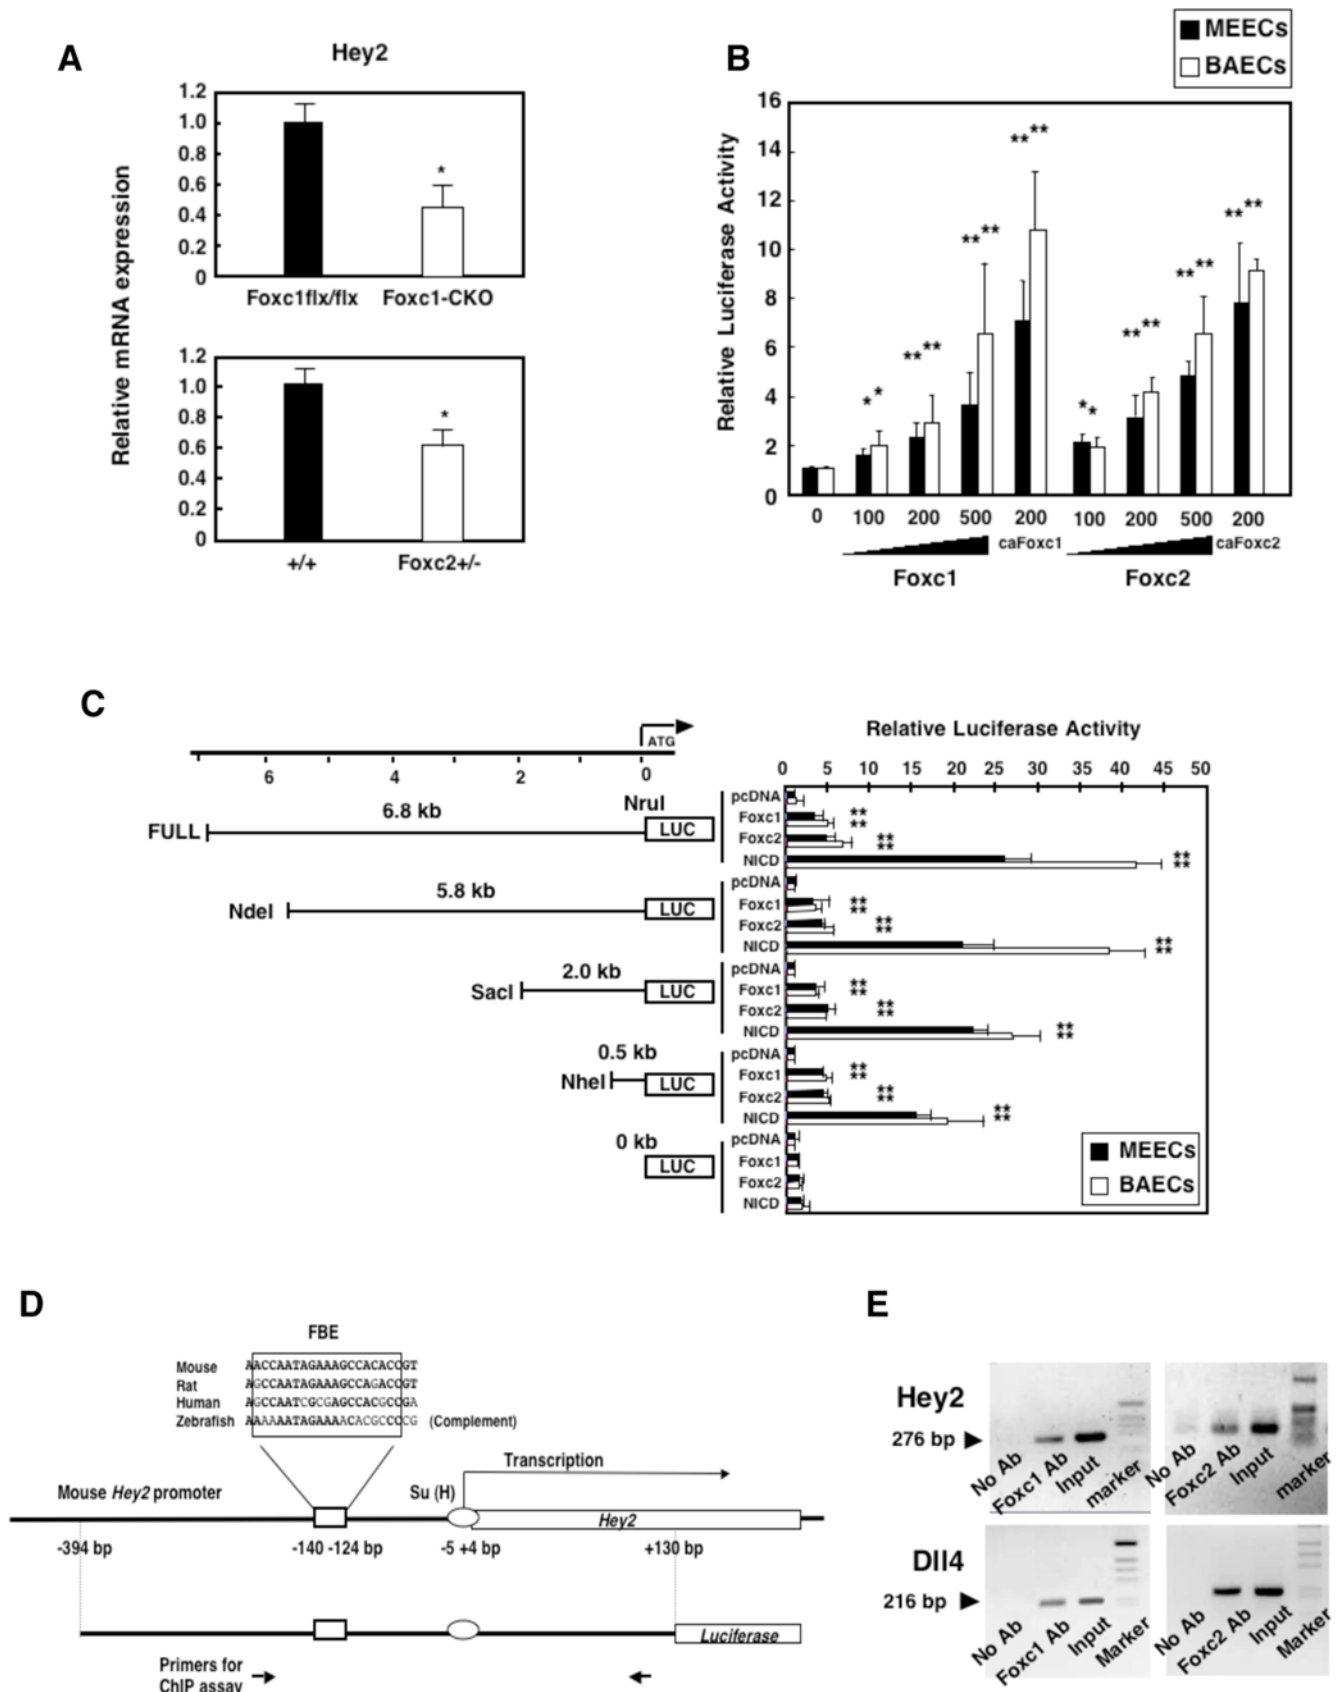 A
Hey2
Relative mRNA expression
1.2
1.0
0.8
0.6
0.4
0.2
0
*
Foxc1flx/flx Foxc1-CKO
1.2
1.0
0.8
0.6
0.4
0.2
0
*
+/+ Foxc2+/-
B
MEECs
BAECs
Relative Luciferase Activity
16
14
12
10
8
6
4
2
0
* * ** ** ** ** ** ** * * ** ** ** ** ** **
0 100 200 500 200 100 200 500 200
caFoxc1 caFoxc2
Foxc1 Foxc2
C
ATG
6 4 2 0
Relative Luciferase Activity
0 5 10 15 20 25 30 35 40 45 50
6.8 kb
NruI
FULL LUC
pcDNA
Foxc1 ** **
Foxc2 ** **
NICD ** **
5.8 kb
NdeI LUC
pcDNA
Foxc1 ** **
Foxc2 ** **
NICD ** **
2.0 kb
SacI LUC
pcDNA
Foxc1 ** **
Foxc2 ** **
NICD ** **
0.5 kb
NheI LUC
pcDNA
Foxc1 ** **
Foxc2 ** **
NICD ** **
0 kb
LUC
pcDNA
Foxc1
Foxc2
NICD
MEECs
BAECs
D
FBE
Mouse AACCAATAGAAAGCCACACCGT
Rat AGCCAATAGAAAGCCAGACCGT
Human AGCCAATCGCGAGCCACGCCGA
Zebrafish AAAAAATAGAAAACACGCCCCG (Complement)
Transcription
Mouse Hey2 promoter
Su (H)
Hey2
-394 bp -140 -124 bp -5 +4 bp +130 bp
Luciferase
Primers for
ChIP assay
E
Hey2
276 bp
No Ab Foxc1 Ab Input marker
No Ab Foxc2 Ab Input marker
Dll4
216 bp
No Ab Foxc1 Ab Input Marker
No Ab Foxc2 Ab Input Marker